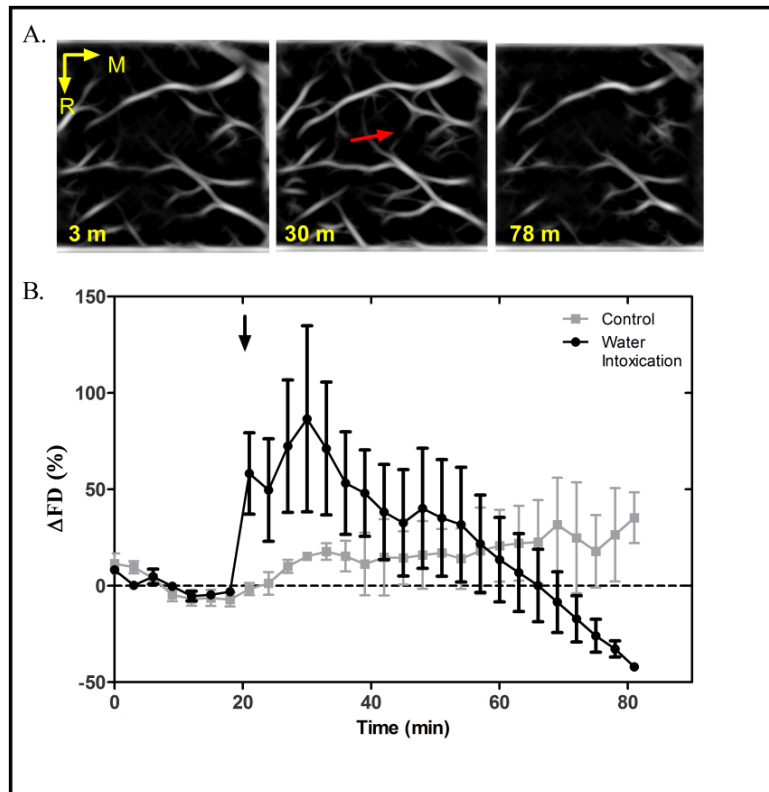 A.
M
R
3 m
30 m
78 m
B.
150
100
50
0
-50
ΔFD (%)
Control
Water
Intoxication
0
20
40
60
80
Time (min)